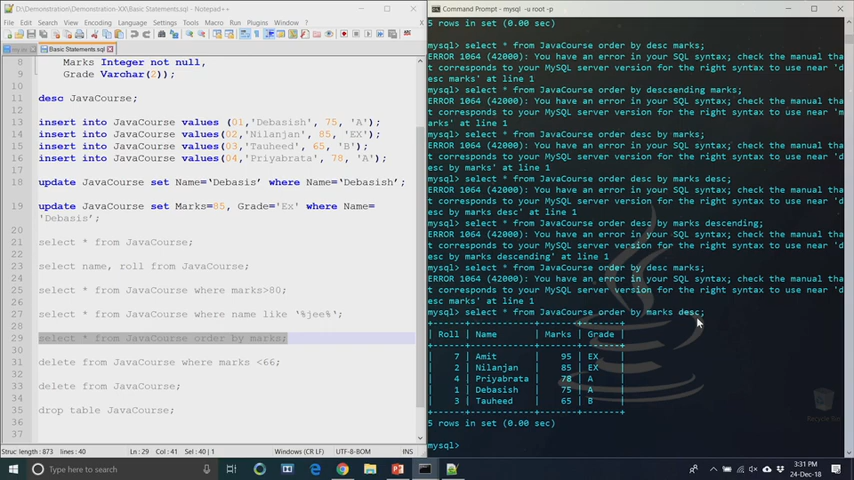 D:\Demonstration\Demonstration-XX\Basic Statements.sql - Notepad++
File Edit Search View Encoding Language Settings Tools Macro Run Plugins Window ?
Basic Statements.sql
8 Marks Integer not null,
9 Grade Varchar(2));
10
11 desc JavaCourse;
12
13 insert into JavaCourse values (01,'Debasish', 75, 'A');
14 insert into JavaCourse values(02,'Nilanjan', 85, 'EX');
15 insert into JavaCourse values(03,'Tauheed', 65, 'B');
16 insert into JavaCourse values(04,'Priyabrata', 78, 'A');
17
18 update JavaCourse set Name='Debasis' where Name='Debasish';
19 update JavaCourse set Marks=85, Grade='Ex' where Name=
'Debasis';
20
21 select * from JavaCourse;
22
23 select name, roll from JavaCourse;
24
25 select * from JavaCourse where marks>80;
26
27 select * from JavaCourse where name like '%jee%';
28
29 select * from JavaCourse order by marks;
30
31 delete from JavaCourse where marks <66;
32
33 delete from JavaCourse;
34
35 drop table JavaCourse;
36
37
length : 873 lines : 40
Ln : 29 Col : 41 Sel : 40 | 1
Windows (CR LF)
UTF-8-BOM
INS
Command Prompt - mysql -u root -p
5 rows in set (0.00 sec)
mysql> select * from JavaCourse order by desc marks;
ERROR 1064 (42000): You have an error in your SQL syntax; check the manual tha
t corresponds to your MySQL server version for the right syntax to use near 'd
esc marks' at line 1
mysql> select * from JavaCourse order by descsending marks;
ERROR 1064 (42000): You have an error in your SQL syntax; check the manual tha
t corresponds to your MySQL server version for the right syntax to use near 'm
arks' at line 1
mysql> select * from JavaCourse order desc by marks;
ERROR 1064 (42000): You have an error in your SQL syntax; check the manual tha
t corresponds to your MySQL server version for the right syntax to use near 'd
esc by marks' at line 1
mysql> select * from JavaCourse order desc by marks desc;
ERROR 1064 (42000): You have an error in your SQL syntax; check the manual tha
t corresponds to your MySQL server version for the right syntax to use near 'd
esc by marks desc' at line 1
mysql> select * from JavaCourse order desc by marks descending;
ERROR 1064 (42000): You have an error in your SQL syntax; check the manual tha
t corresponds to your MySQL server version for the right syntax to use near 'd
esc by marks descending' at line 1
mysql> select * from JavaCourse order by desc marks;
ERROR 1064 (42000): You have an error in your SQL syntax; check the manual tha
t corresponds to your MySQL server version for the right syntax to use near 'd
esc marks' at line 1
mysql> select * from JavaCourse order by marks desc;
| Roll | Name | Marks | Grade |
| 7 | Amit | 95 | EX |
| 2 | Nilanjan | 85 | EX |
| 4 | Priyabrata | 78 | A |
| 1 | Debasish | 75 | A |
| 3 | Tauheed | 65 | B |
5 rows in set (0.00 sec)
mysql>
Recycle Bin
Type here to search
3:31 PM
24-Dec-18